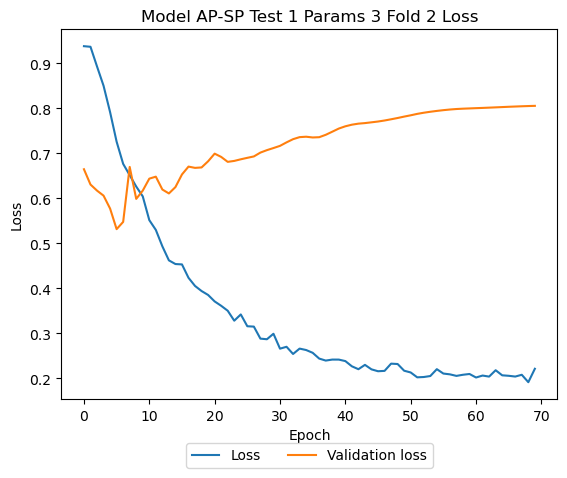 Model AP-SP Test 1 Params 3 Fold 2 Loss
Loss
0.9
0.8
0.7
0.6
0.5
0.4
0.3
0.2
0 10 20 30 40 50 60 70
Epoch
Loss Validation loss